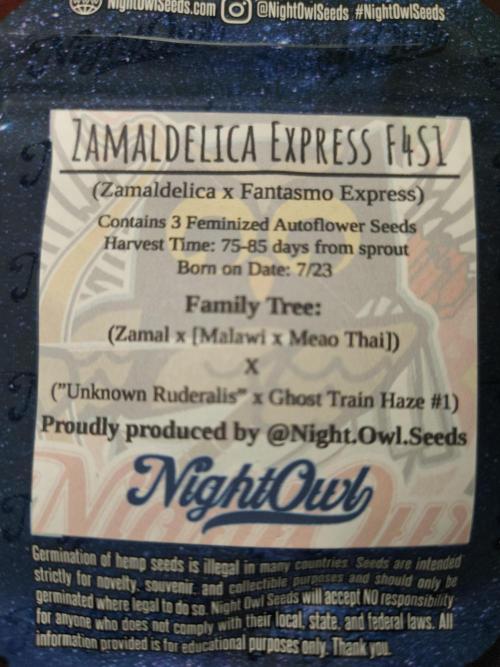 NightOwlSeeds.com @NightOwlSeeds #NightOwlSeeds
ZAMALDELICA EXPRESS F4S1
(Zamaldelica x Fantasmo Express)
Contains 3 Feminized Autoflower Seeds
Harvest Time: 75-85 days from sprout
Born on Date: 7/23
Family Tree:
(Zamal x [Malawi x Meao Thai])
X
("Unknown Ruderalis" x Ghost Train Haze #1)
Proudly produced by @Night.Owl.Seeds
NightOwl
Germination of hemp seeds is illegal in many countries. Seeds are intended
strictly for novelty, souvenir, and collectible purposes and should only be
germinated where legal to do so. Night Owl Seeds will accept NO responsibility
for anyone who does not comply with their local, state, and federal laws. All
information provided is for educational purposes only. Thank you.